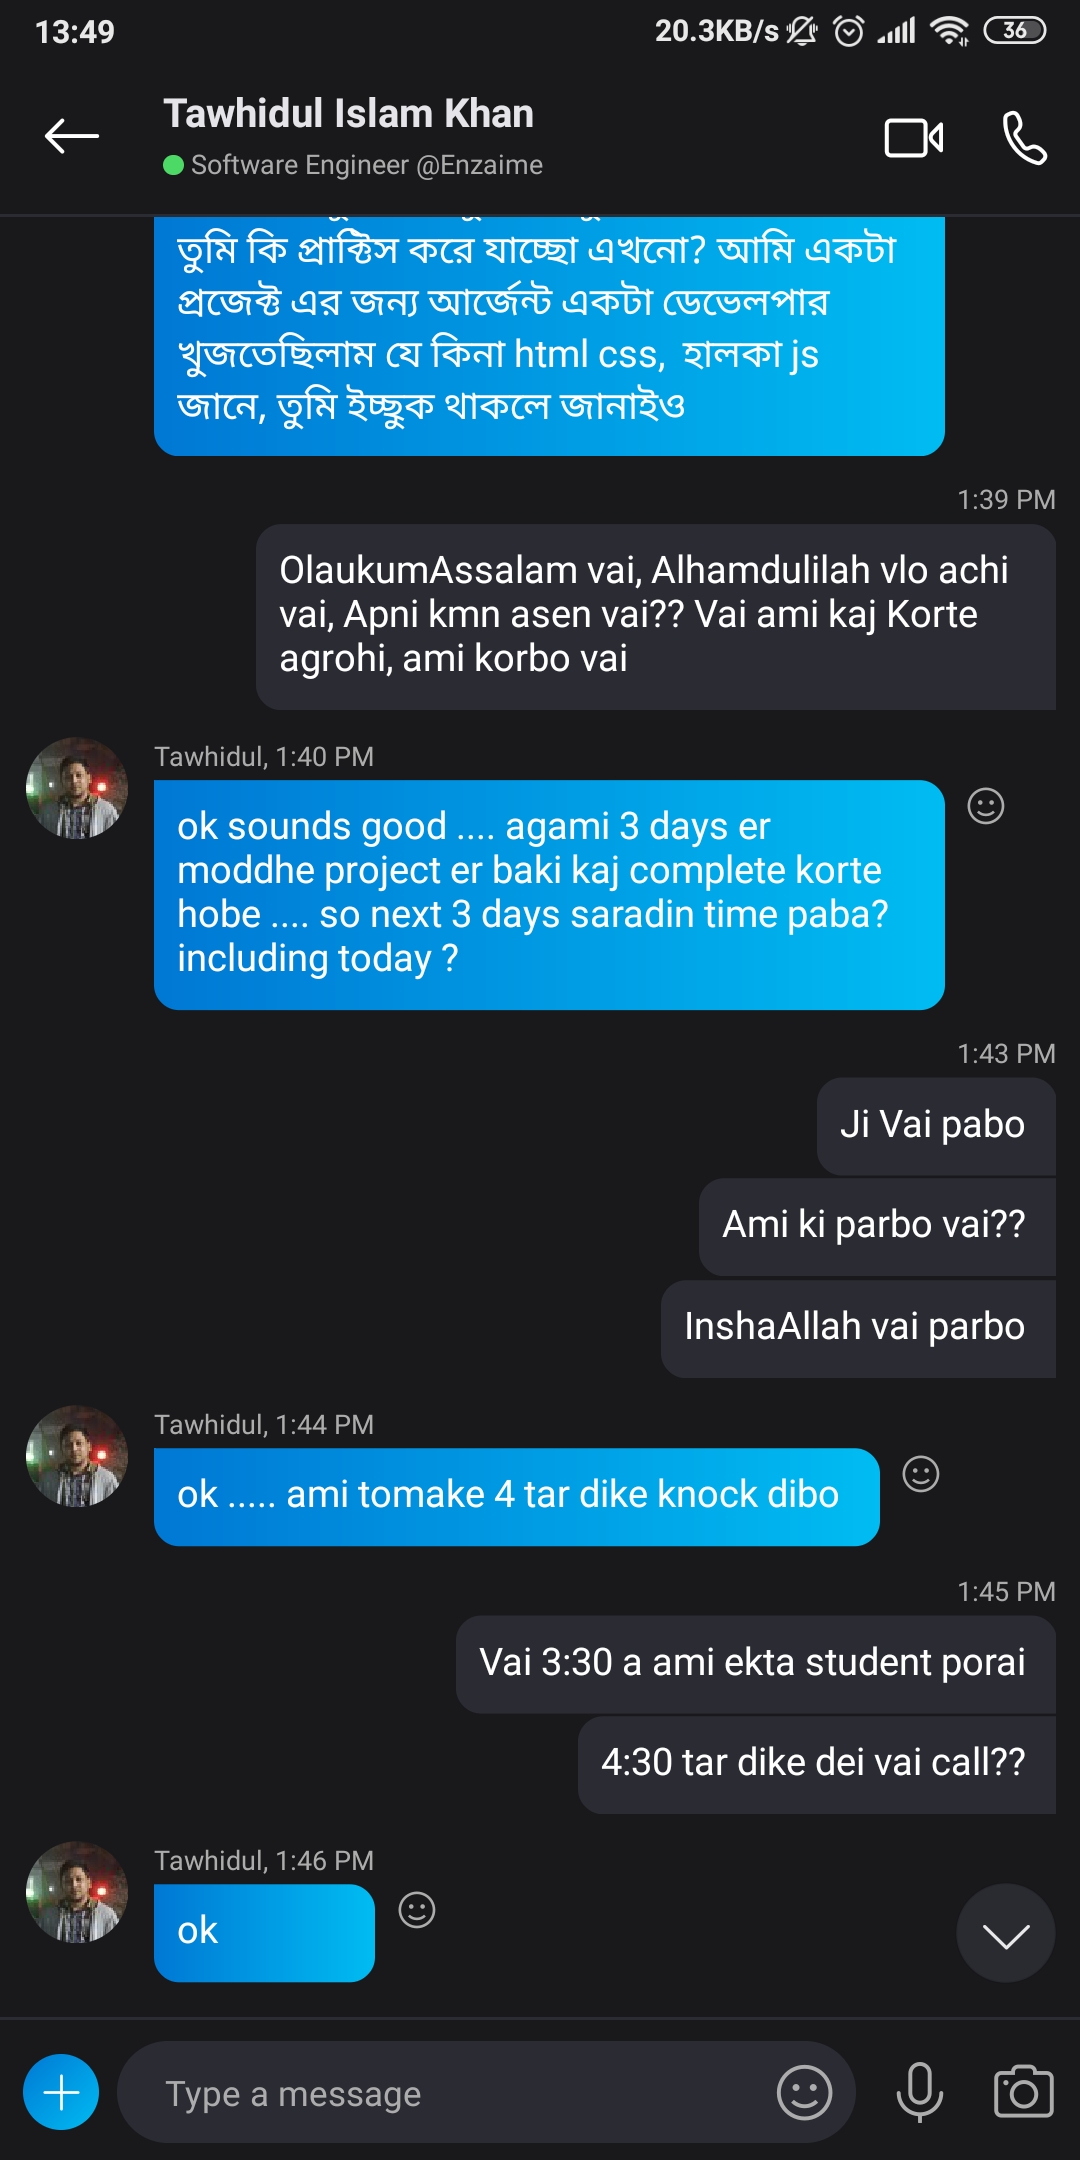 13:49
20.3KB/s
36
Tawhidul Islam Khan
Software Engineer @Enzaime
তুমি কি প্রাক্টিস করে যাচ্ছো এখনো? আমি একটা
প্রজেক্ট এর জন্য আর্জেন্ট একটা ডেভেলপার
খুজতেছিলাম যে কিনা html css, হালকা js
জানে, তুমি ইচ্ছুক থাকলে জানাইও
1:39 PM
OlaukumAssalam vai, Alhamdulilah vlo achi
vai, Apni kmn asen vai?? Vai ami kaj Korte
agrohi, ami korbo vai
Tawhidul, 1:40 PM
ok sounds good .... agami 3 days er
moddhe project er baki kaj complete korte
hobe .... so next 3 days saradin time paba?
including today ?
1:43 PM
Ji Vai pabo
Ami ki parbo vai??
InshaAllah vai parbo
Tawhidul, 1:44 PM
ok ..... ami tomake 4 tar dike knock dibo
1:45 PM
Vai 3:30 a ami ekta student porai
4:30 tar dike dei vai call??
Tawhidul, 1:46 PM
ok
Type a message